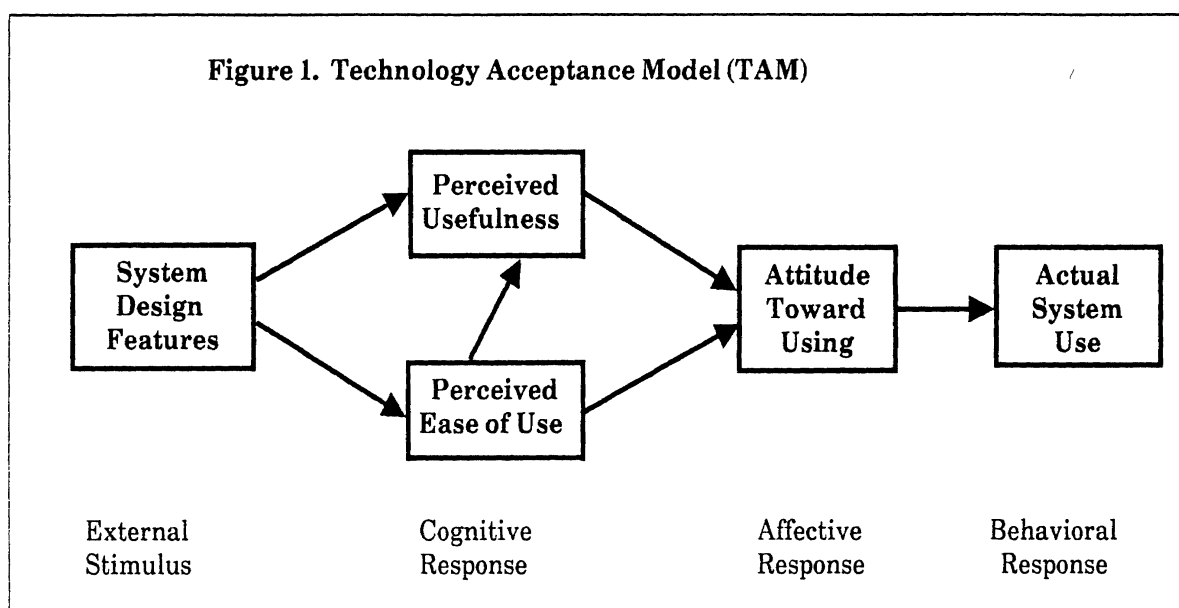 Figure 1. Technology Acceptance Model (TAM)
Perceived
Usefulness
System
Design
Features
Attitude
Toward
Using
Actual
System
Use
Perceived
Ease of Use
External
Stimulus
Cognitive
Response
Affective
Response
Behavioral
Response